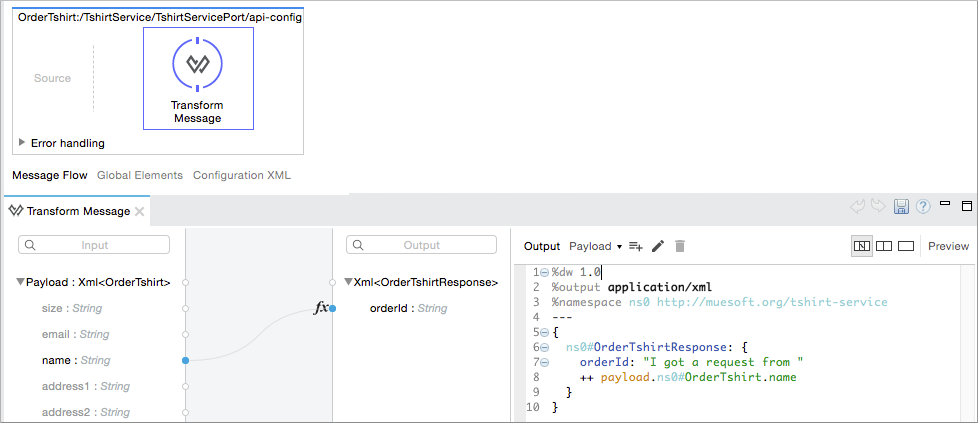 OrderTshirt:/TshirtService/TshirtServicePort/api-config
Source
Transform
Message
Error handling
Message Flow Global Elements Configuration XML
Transform Message
Input
Output
Output Payload Preview
Payload : Xml<OrderTshirt>
size : String
email : String
name : String
address1 : String
address2 : String
fx
Xml<OrderTshirtResponse>
orderId : String
1 %dw 1.0
2 %output application/xml
3 %namespace ns0 http://muesoft.org/tshirt-service
4 ---
5 {
6 ns0#OrderTshirtResponse: {
7 orderId: "I got a request from "
8 ++ payload.ns0#OrderTshirt.name
9 }
10 }